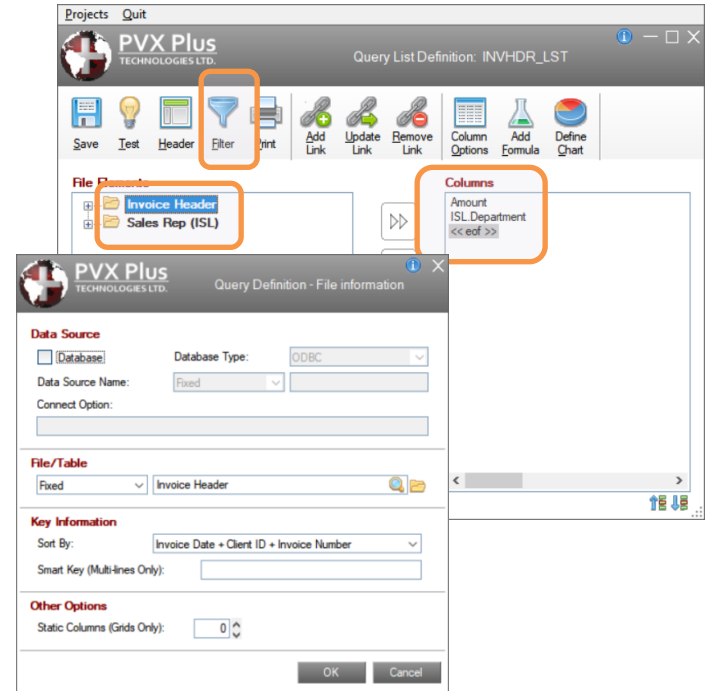 Projects Quit
PVX Plus
TECHNOLOGIES LTD.
Query List Definition: INVHDR_LST
Save Test Header Filter Print Add Link Update Link Remove Link Column Options Add Formula Define Chart
File Elements
Columns
Invoice Header
Sales Rep (ISL)
Amount
ISL.Department
<< eof >>
PVX Plus
TECHNOLOGIES LTD.
Query Definition - File information
Data Source
Database Database Type: ODBC
Data Source Name: Fixed
Connect Option:
File/Table
Fixed Invoice Header
Key Information
Sort By: Invoice Date + Client ID + Invoice Number
Smart Key (Multi-lines Only):
Other Options
Static Columns (Grids Only): 0
OK Cancel